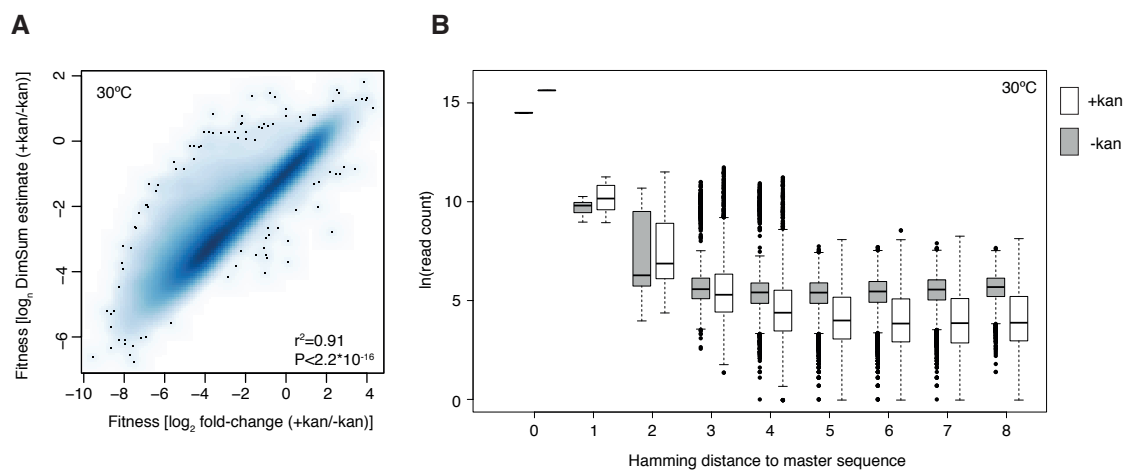 A
B
30ºC
2
0
−2
−4
−6
Fitness [logn DimSum estimate (+kan/-kan)]
r2=0.91
P<2.2*10-16
−10 −8 −6 −4 −2 0 2 4
Fitness [log2 fold-change (+kan/-kan)]
30ºC
+kan
-kan
15
10
5
0
ln(read count)
0 1 2 3 4 5 6 7 8
Hamming distance to master sequence